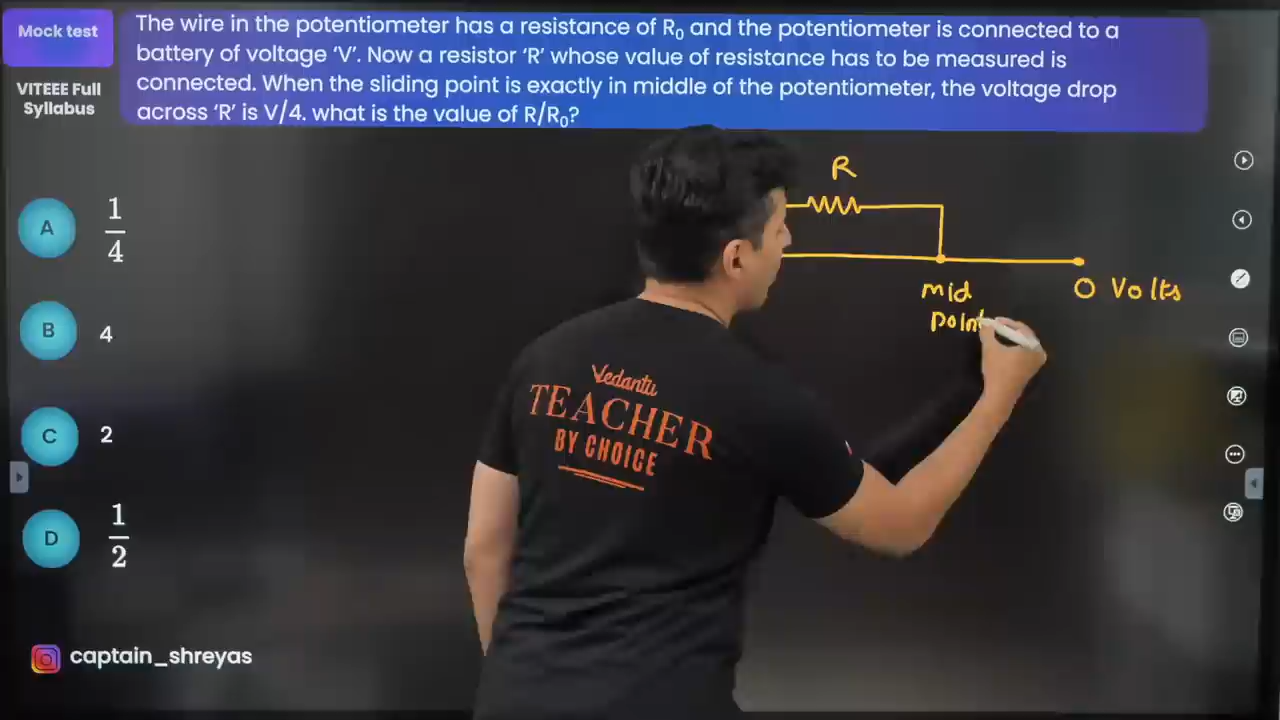 Mock test
VITEEE Full
Syllabus
The wire in the potentiometer has a resistance of R₀ and the potentiometer is connected to a
battery of voltage ‘V’. Now a resistor ‘R’ whose value of resistance has to be measured is
connected. When the sliding point is exactly in middle of the potentiometer, the voltage drop
across ‘R’ is V/4. what is the value of R/R₀?
A 1/4
B 4
C 2
D 1/2
R
0 Volts
mid
point
Vedantu
TEACHER
BY CHOICE
captain_shreyas